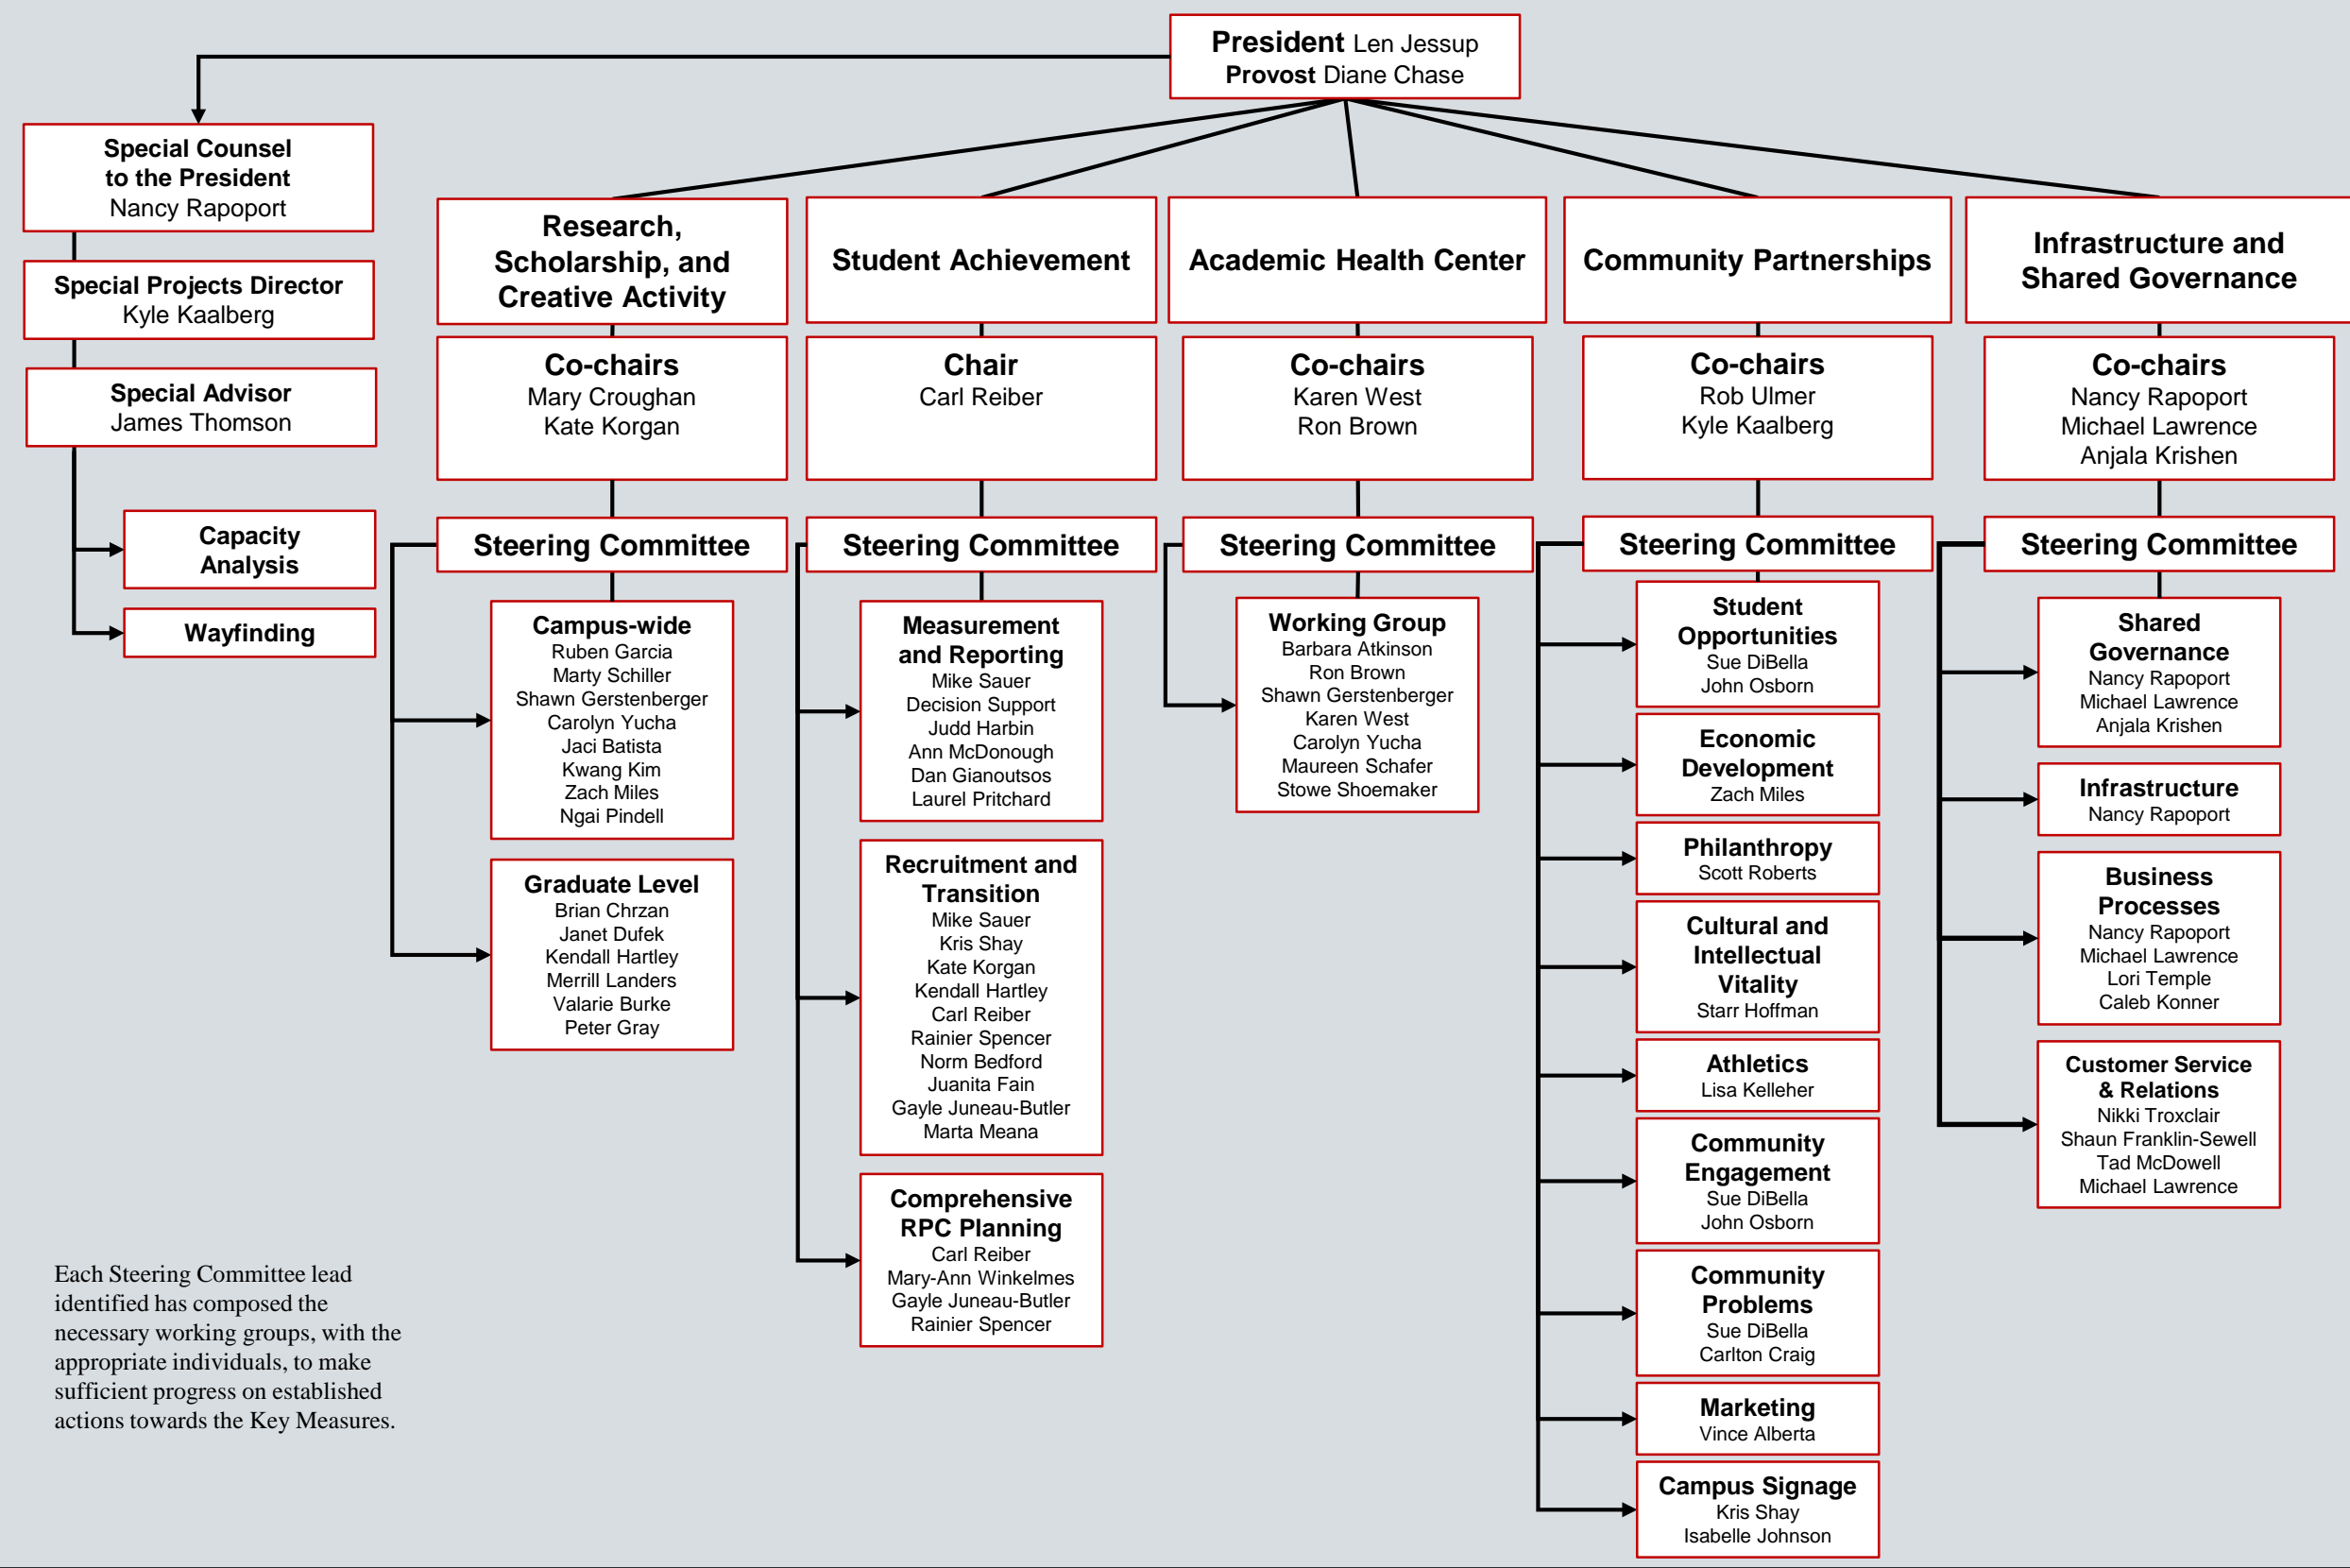 President Len Jessup
Provost Diane Chase
Special Counsel
to the President
Nancy Rapoport
Special Projects Director
Kyle Kaalberg
Special Advisor
James Thomson
Capacity
Analysis
Wayfinding
Research,
Scholarship, and
Creative Activity
Co-chairs
Mary Croughan
Kate Korgan
Steering Committee
Campus-wide
Ruben Garcia
Marty Schiller
Shawn Gerstenberger
Carolyn Yucha
Jaci Batista
Kwang Kim
Zach Miles
Ngai Pindell
Graduate Level
Brian Chrzan
Janet Dufek
Kendall Hartley
Merrill Landers
Valarie Burke
Peter Gray
Student Achievement
Chair
Carl Reiber
Steering Committee
Measurement
and Reporting
Mike Sauer
Decision Support
Judd Harbin
Ann McDonough
Dan Gianoutsos
Laurel Pritchard
Recruitment and
Transition
Mike Sauer
Kris Shay
Kate Korgan
Kendall Hartley
Carl Reiber
Rainier Spencer
Norm Bedford
Juanita Fain
Gayle Juneau-Butler
Marta Meana
Comprehensive
RPC Planning
Carl Reiber
Mary-Ann Winkelmes
Gayle Juneau-Butler
Rainier Spencer
Academic Health Center
Co-chairs
Karen West
Ron Brown
Steering Committee
Working Group
Barbara Atkinson
Ron Brown
Shawn Gerstenberger
Karen West
Carolyn Yucha
Maureen Schafer
Stowe Shoemaker
Community Partnerships
Co-chairs
Rob Ulmer
Kyle Kaalberg
Steering Committee
Student
Opportunities
Sue DiBella
John Osborn
Economic
Development
Zach Miles
Philanthropy
Scott Roberts
Cultural and
Intellectual
Vitality
Starr Hoffman
Athletics
Lisa Kelleher
Community
Engagement
Sue DiBella
John Osborn
Community
Problems
Sue DiBella
Carlton Craig
Marketing
Vince Alberta
Campus Signage
Kris Shay
Isabelle Johnson
Infrastructure and
Shared Governance
Co-chairs
Nancy Rapoport
Michael Lawrence
Anjala Krishen
Steering Committee
Shared
Governance
Nancy Rapoport
Michael Lawrence
Anjala Krishen
Infrastructure
Nancy Rapoport
Business
Processes
Nancy Rapoport
Michael Lawrence
Lori Temple
Caleb Konner
Customer Service
& Relations
Nikki Troxclair
Shaun Franklin-Sewell
Tad McDowell
Michael Lawrence
Each Steering Committee lead
identified has composed the
necessary working groups, with the
appropriate individuals, to make
sufficient progress on established
actions towards the Key Measures.